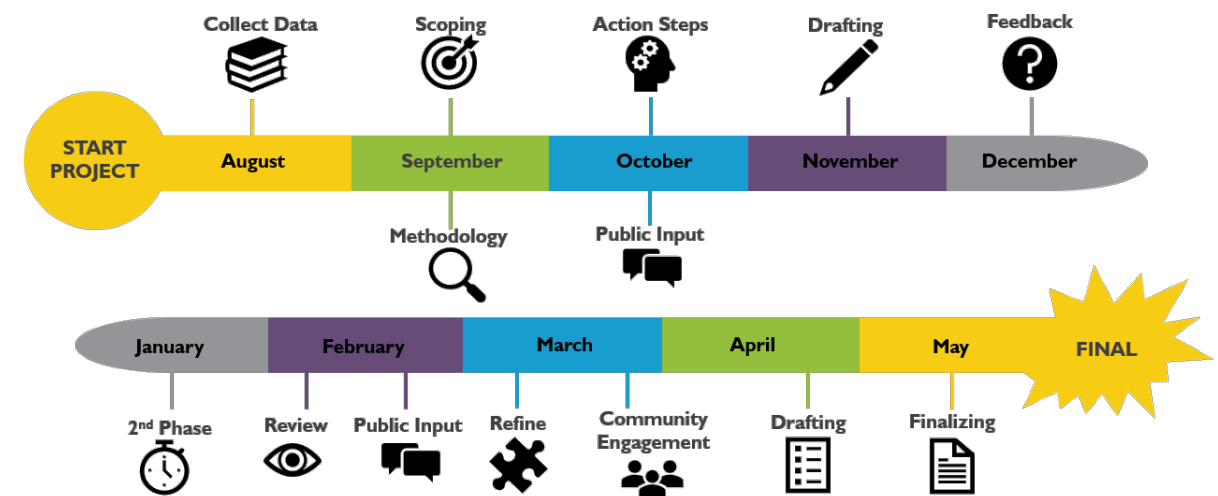 Collect Data
Scoping
Action Steps
Drafting
Feedback
START
PROJECT
August
September
October
November
December
Methodology
Public Input
January
February
March
April
May
FINAL
2nd Phase
Review
Public Input
Refine
Community
Engagement
Drafting
Finalizing